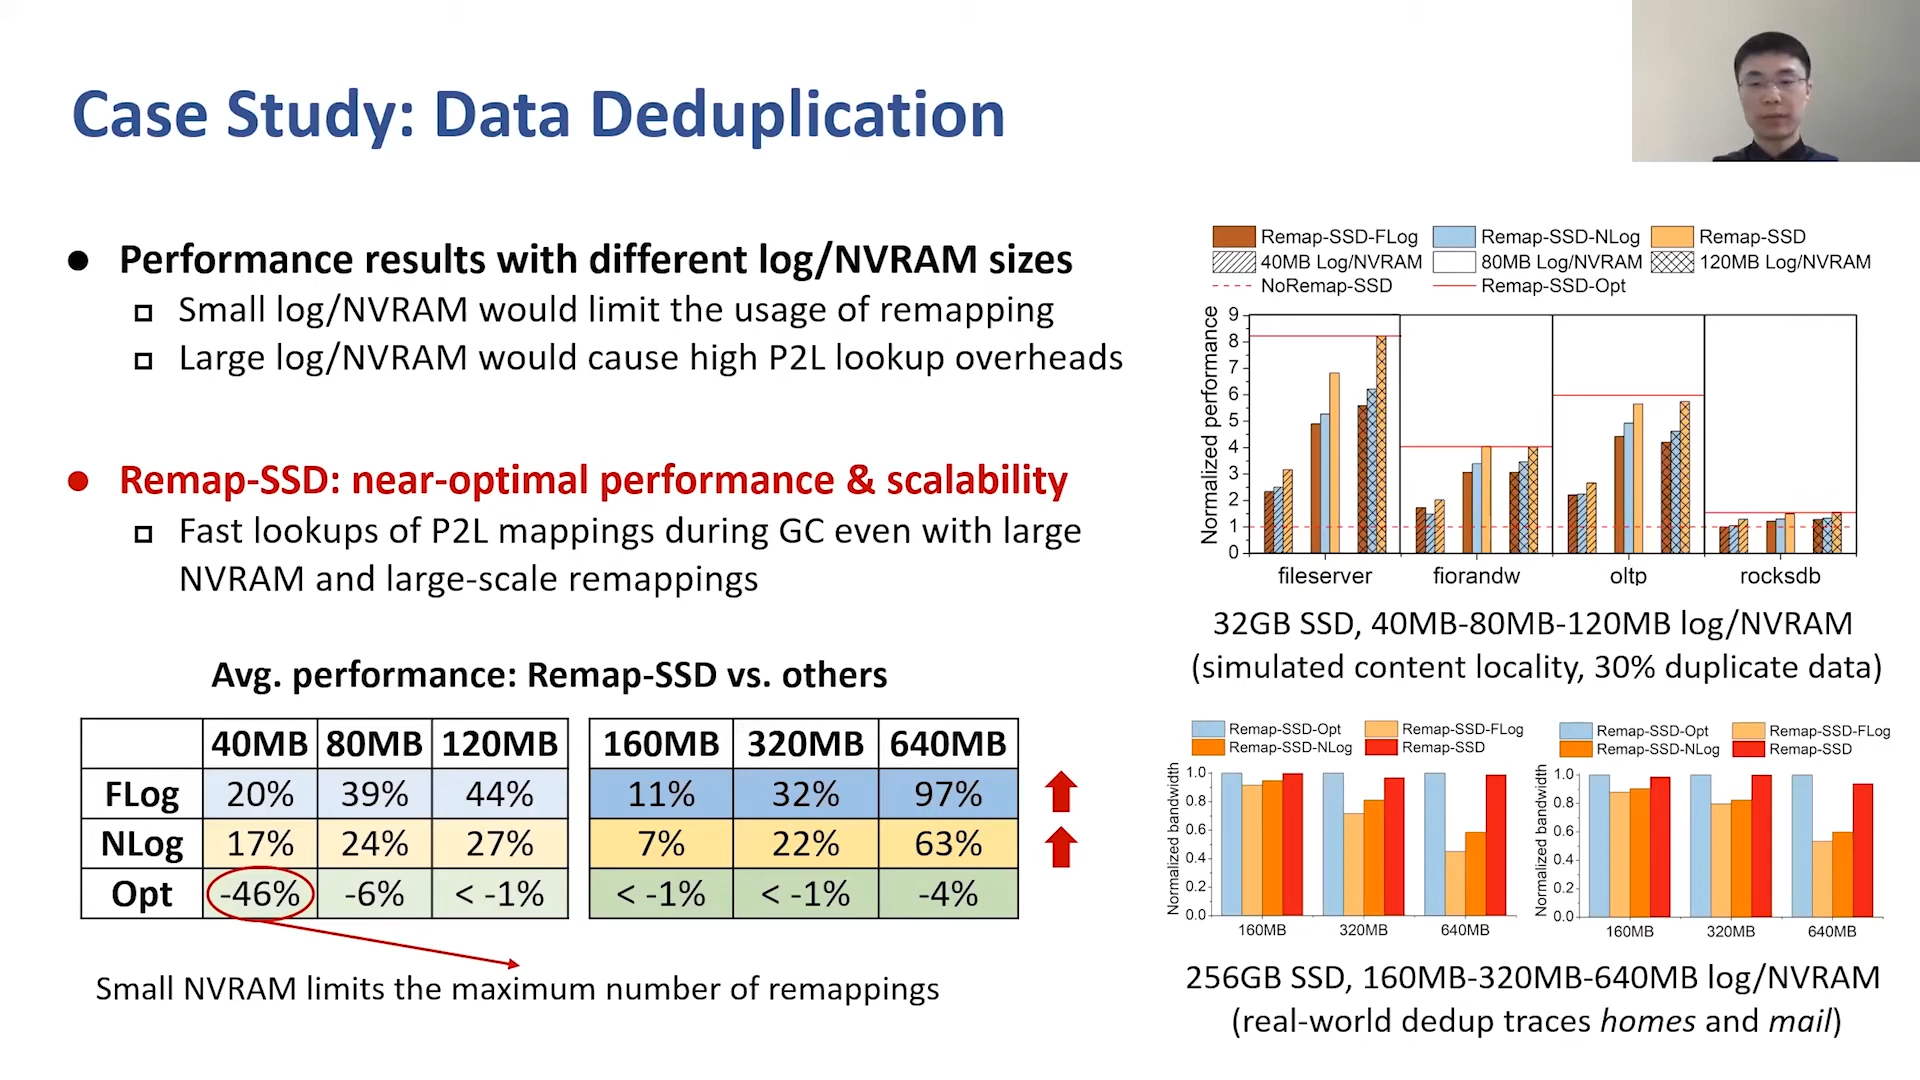 Case Study: Data Deduplication
● Performance results with different log/NVRAM sizes
Small log/NVRAM would limit the usage of remapping
Large log/NVRAM would cause high P2L lookup overheads
● Remap-SSD: near-optimal performance & scalability
Fast lookups of P2L mappings during GC even with large
NVRAM and large-scale remappings
Avg. performance: Remap-SSD vs. others
40MB 80MB 120MB 160MB 320MB 640MB
FLog 20% 39% 44% 11% 32% 97%
NLog 17% 24% 27% 7% 22% 63%
Opt -46% -6% < -1% < -1% < -1% -4%
Small NVRAM limits the maximum number of remappings
Remap-SSD-FLog Remap-SSD-NLog Remap-SSD
40MB Log/NVRAM 80MB Log/NVRAM 120MB Log/NVRAM
NoRemap-SSD Remap-SSD-Opt
Normalized performance
9
8
7
6
5
4
3
2
1
0
fileserver fiorandw oltp rocksdb
32GB SSD, 40MB-80MB-120MB log/NVRAM
(simulated content locality, 30% duplicate data)
Remap-SSD-Opt Remap-SSD-FLog
Remap-SSD-NLog Remap-SSD
Normalized bandwidth
1.0
0.8
0.6
0.4
0.2
0.0
160MB 320MB 640MB
Remap-SSD-Opt Remap-SSD-FLog
Remap-SSD-NLog Remap-SSD
Normalized bandwidth
1.0
0.8
0.6
0.4
0.2
0.0
160MB 320MB 640MB
256GB SSD, 160MB-320MB-640MB log/NVRAM
(real-world dedup traces homes and mail)